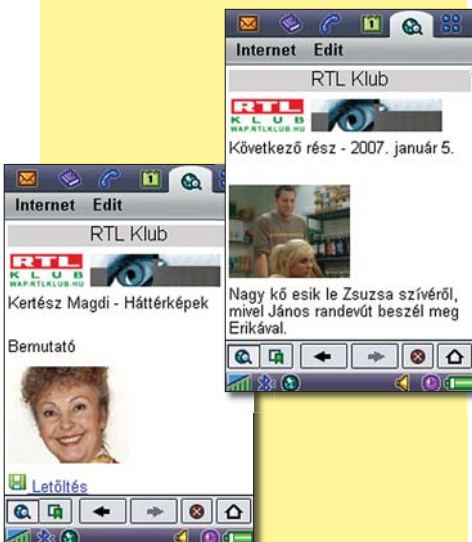 Internet Edit
RTL Klub
RTL
KLUB
WAP.RTLKLUB.HU
Következő rész - 2007. január 5.
Nagy kő esik le Zsuzsa szívéről,
mivel János randevút beszél meg
Erikával.
Internet Edit
RTL Klub
RTL
KLUB
WAP.RTLKLUB.HU
Kertész Magdi - Háttérképek
Bemutató
Letöltés